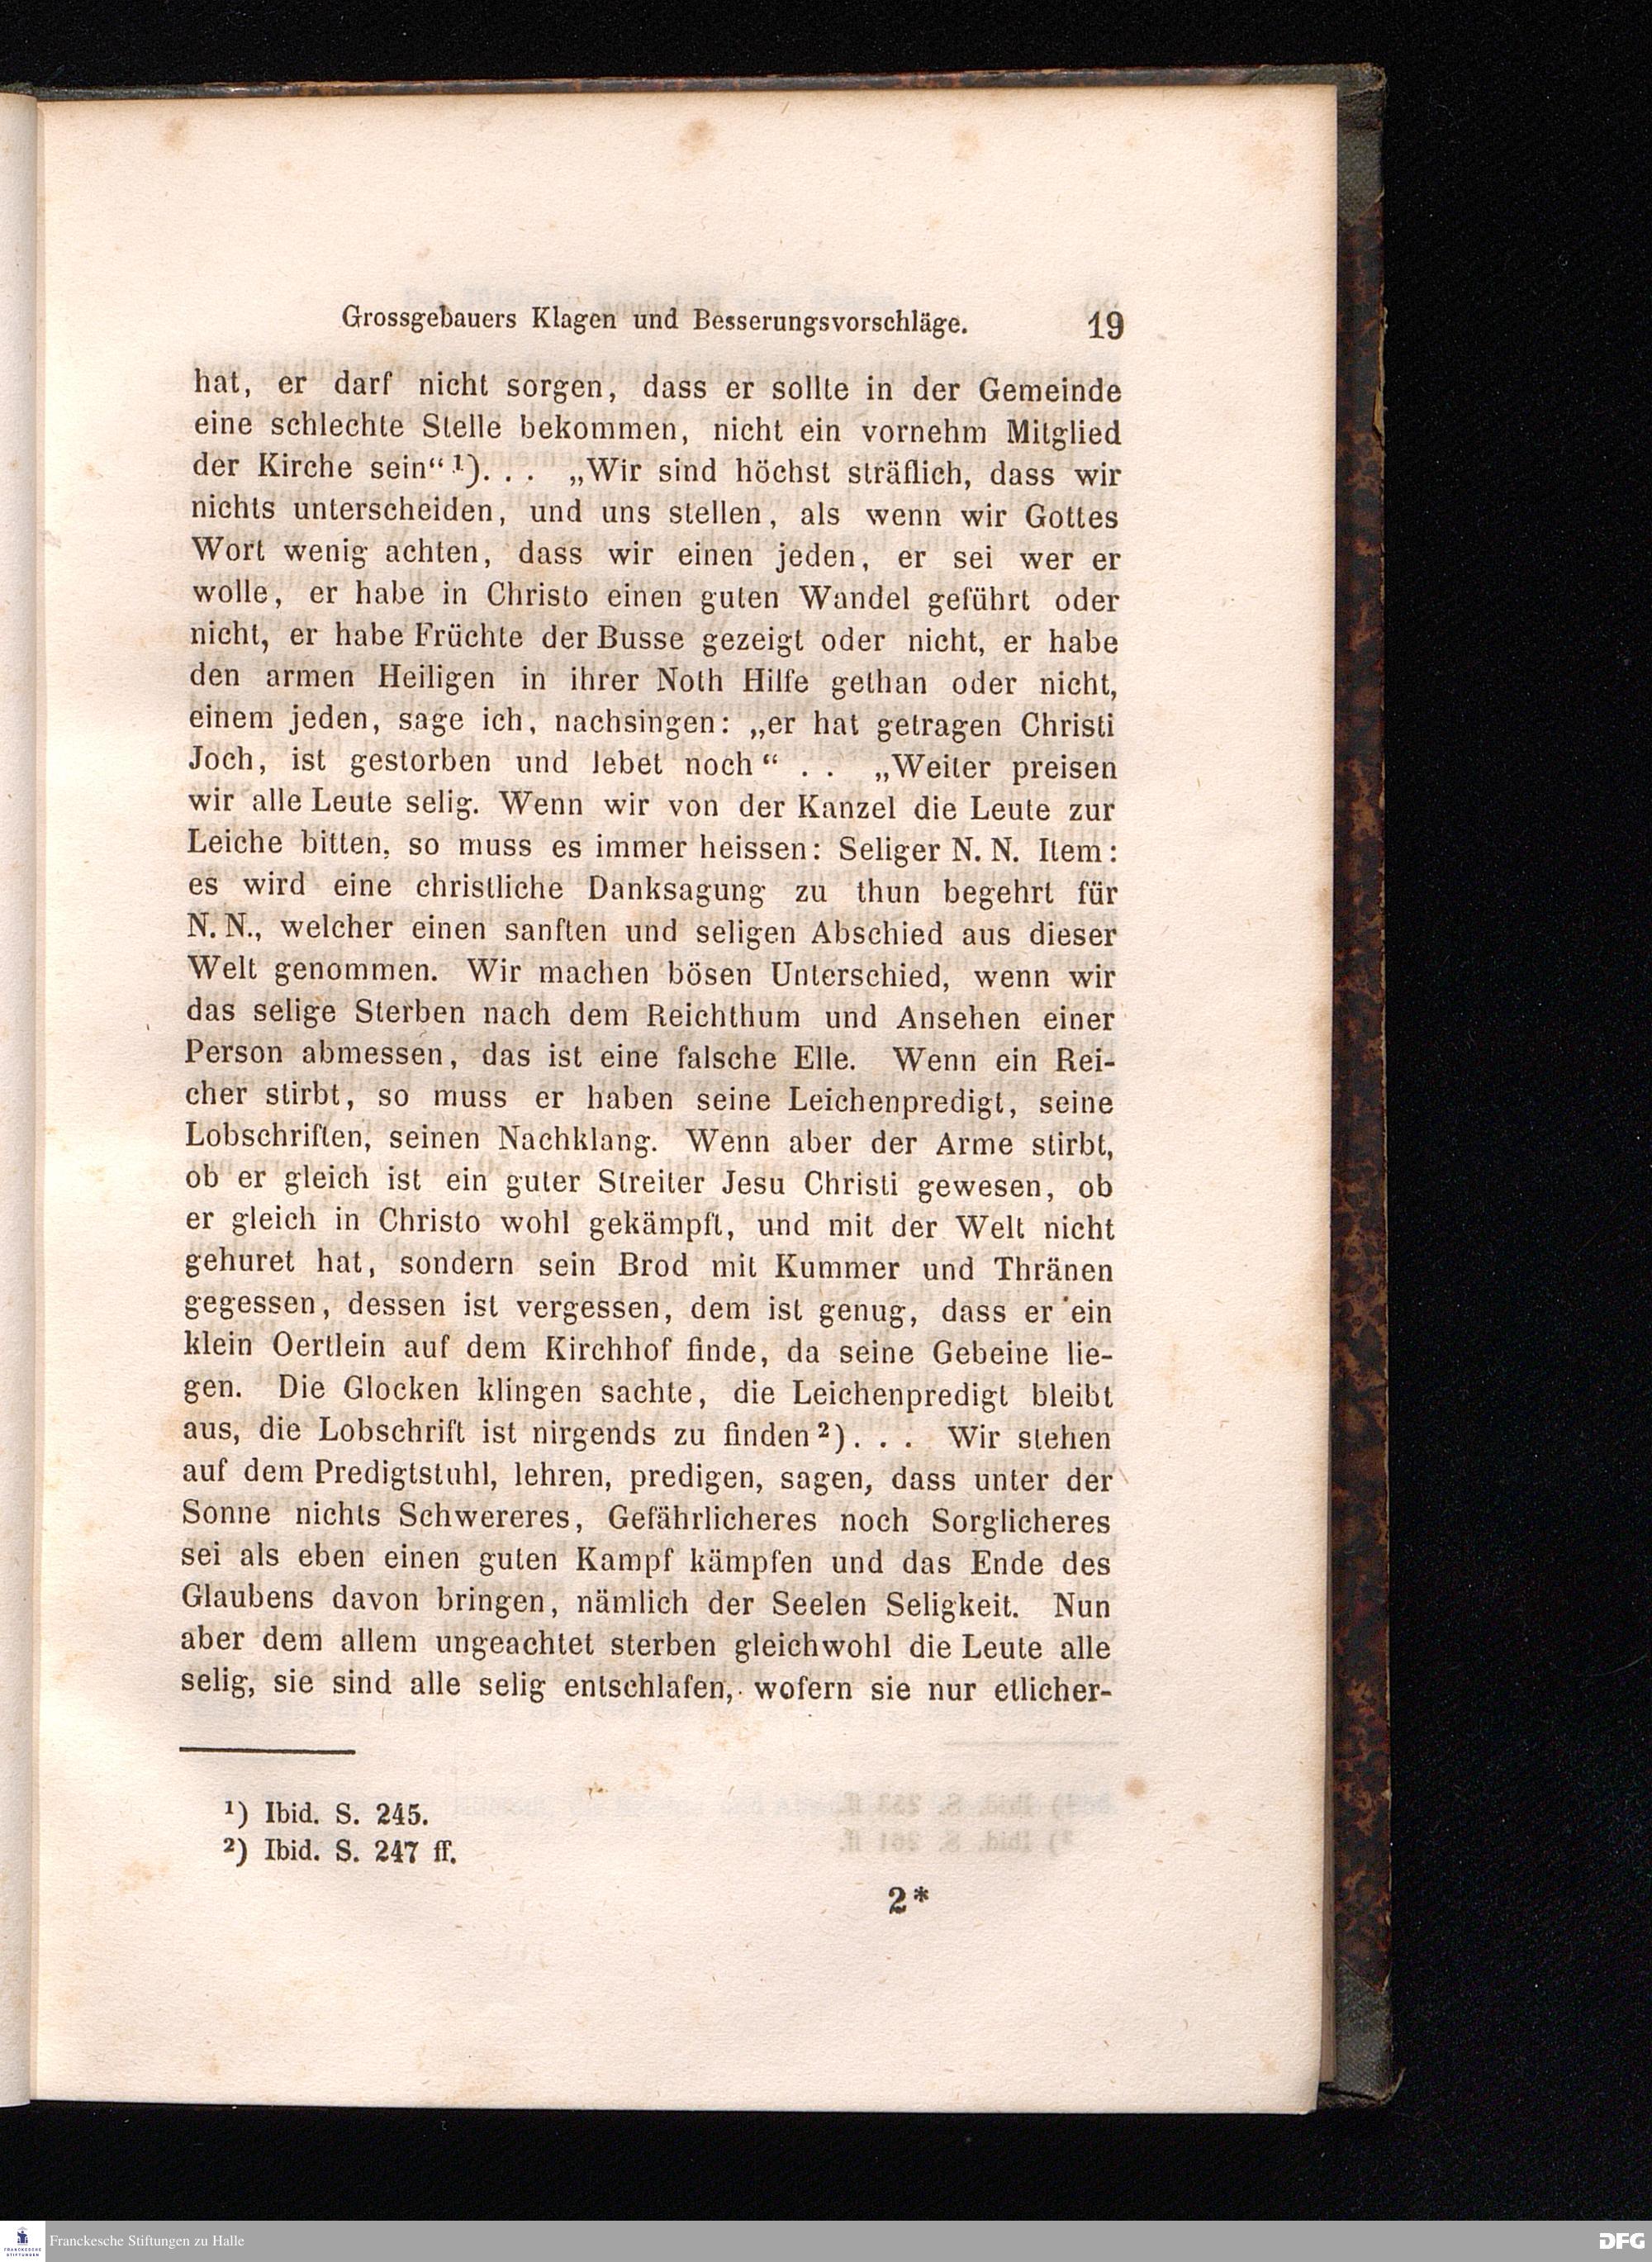 Grossgebauers Klagen und Besserungsvorschläge. 19
hat, er darf nicht sorgen, dass er sollte in der Gemeinde
eine schlechte Stelle bekommen, nicht ein vornehm Mitglied
der Kirche sein“ ¹). . . „Wir sind höchst sträflich, dass wir
nichts unterscheiden, und uns stellen, als wenn wir Gottes
Wort wenig achten, dass wir einen jeden, er sei wer er
wolle, er habe in Christo einen guten Wandel geführt oder
nicht, er habe Früchte der Busse gezeigt oder nicht, er habe
den armen Heiligen in ihrer Noth Hilfe gethan oder nicht,
einem jeden, sage ich, nachsingen: „er hat getragen Christi
Joch, ist gestorben und lebet noch“ . . „Weiter preisen
wir alle Leute selig. Wenn wir von der Kanzel die Leute zur
Leiche bitten, so muss es immer heissen: Seliger N. N. Item:
es wird eine christliche Danksagung zu thun begehrt für
N. N., welcher einen sanften und seligen Abschied aus dieser
Welt genommen. Wir machen bösen Unterschied, wenn wir
das selige Sterben nach dem Reichthum und Ansehen einer
Person abmessen, das ist eine falsche Elle. Wenn ein Rei-
cher stirbt, so muss er haben seine Leichenpredigt, seine
Lobschriften, seinen Nachklang. Wenn aber der Arme stirbt,
ob er gleich ist ein guter Streiter Jesu Christi gewesen, ob
er gleich in Christo wohl gekämpft, und mit der Welt nicht
gehuret hat, sondern sein Brod mit Kummer und Thränen
gegessen, dessen ist vergessen, dem ist genug, dass er ein
klein Oertlein auf dem Kirchhof finde, da seine Gebeine lie-
gen. Die Glocken klingen sachte, die Leichenpredigt bleibt
aus, die Lobschrift ist nirgends zu finden ²). . . Wir stehen
auf dem Predigtstuhl, lehren, predigen, sagen, dass unter der
Sonne nichts Schwereres, Gefährlicheres noch Sorglicheres
sei als eben einen guten Kampf kämpfen und das Ende des
Glaubens davon bringen, nämlich der Seelen Seligkeit. Nun
aber dem allem ungeachtet sterben gleichwohl die Leute alle
selig, sie sind alle selig entschlafen, wofern sie nur etlicher-
¹) Ibid. S. 245.
²) Ibid. S. 247 ff.
2*
FRANCKESCHE
STIFTUNGEN
Franckesche Stiftungen zu Halle
DFG